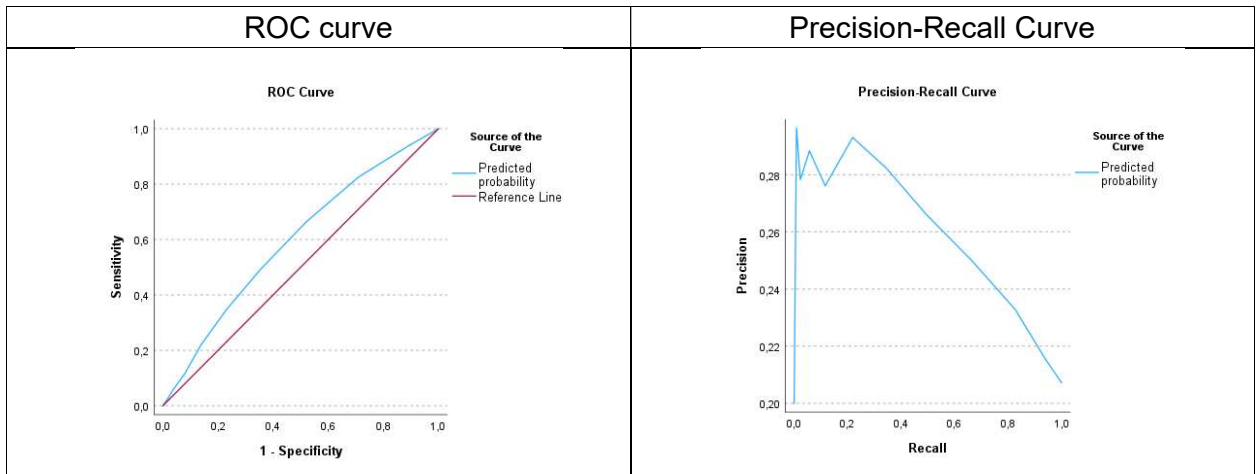 ROC curve
Precision-Recall Curve
ROC Curve
Source of the
Curve
Predicted
probability
Reference Line
1,0
0,8
0,6
0,4
0,2
0,0
Sensitivity
0,0 0,2 0,4 0,6 0,8 1,0
1 - Specificity
Precision-Recall Curve
Source of the
Curve
Predicted
probability
0,28
0,26
0,24
0,22
0,20
Precision
0,0 0,2 0,4 0,6 0,8 1,0
Recall